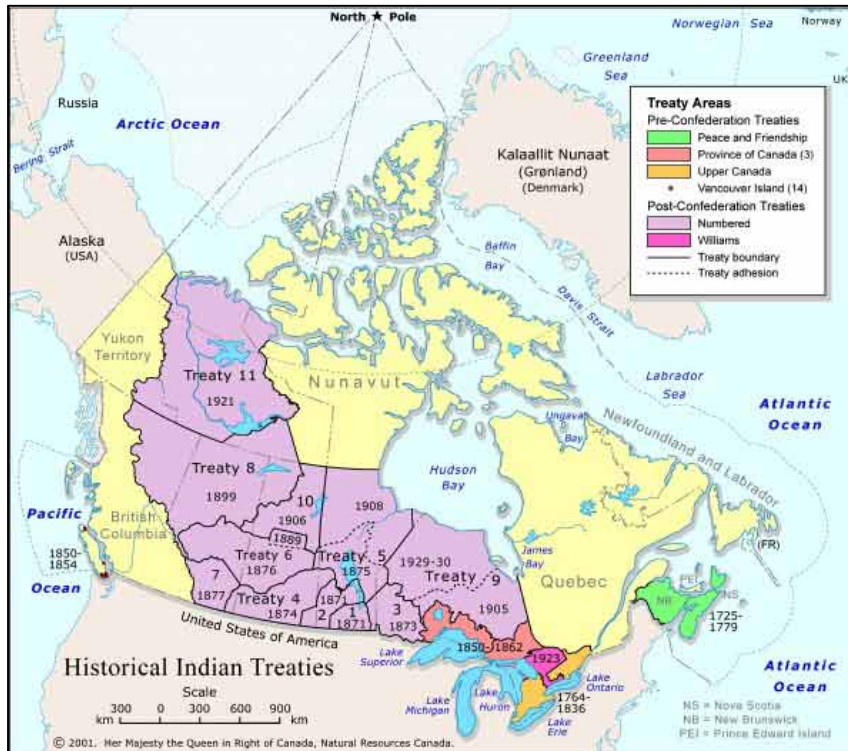 North Pole
Norwegian Sea
Norway
Greenland
Sea
UK
Russia
Arctic Ocean
Bering Strait
Kalaallit Nunaat
(Grønland)
(Denmark)
Treaty Areas
Pre-Confederation Treaties
Peace and Friendship
Province of Canada (3)
Upper Canada
Vancouver Island (14)
Post-Confederation Treaties
Numbered
Williams
Treaty boundary
Treaty adhesion
Alaska
(USA)
Baffin
Bay
Davis Strait
Yukon
Territory
Treaty 11
1921
Nunavut
Labrador
Sea
Atlantic
Ocean
Ungava
Bay
Newfoundland and Labrador
Hudson
Bay
Treaty 8
1899
10
1906
1908
1889
Pacific
Ocean
British
Columbia
1850-
1854
Treaty 6
1876
Treaty 5
1875
1929-30
James
Bay
(FR)
Quebec
7
1877
Treaty 4
1874
1871
2
1
1871
3
1873
Treaty 9
1905
PEI
NB
NS
1725-
1779
United States of America
1850-1862
1923
Lake
Superior
Lake
Michigan
Lake
Huron
Lake
Ontario
Lake
Erie
1764-
1836
Atlantic
Ocean
Historical Indian Treaties
Scale
km 300 0 300 600 900 km
NS = Nova Scotia
NB = New Brunswick
PEI = Prince Edward Island
© 2001. Her Majesty the Queen in Right of Canada, Natural Resources Canada.